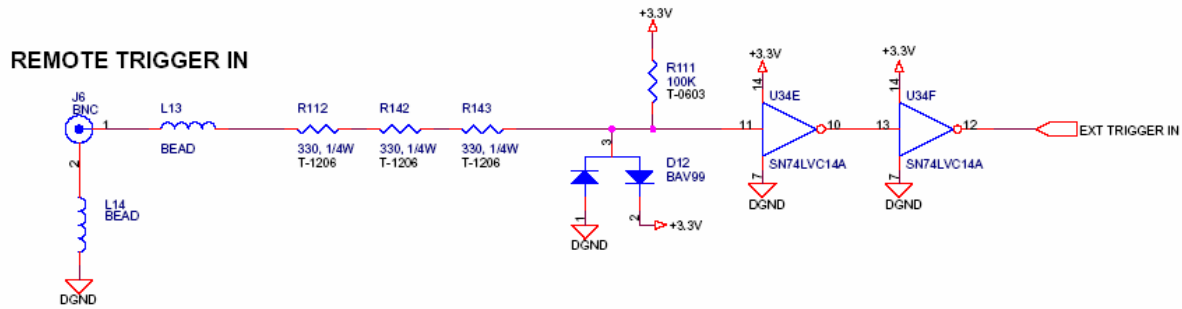 REMOTE TRIGGER IN
J6
BNC
1
2
L13
BEAD
L14
BEAD
DGND
R112
330, 1/4W
T-1206
R142
330, 1/4W
T-1206
R143
330, 1/4W
T-1206
+3.3V
R111
100K
T-0603
3
D12
BAV99
1
DGND
2
+3.3V
+3.3V
14
U34E
11
10
SN74LVC14A
7
DGND
+3.3V
14
U34F
13
12
SN74LVC14A
7
DGND
EXT TRIGGER IN